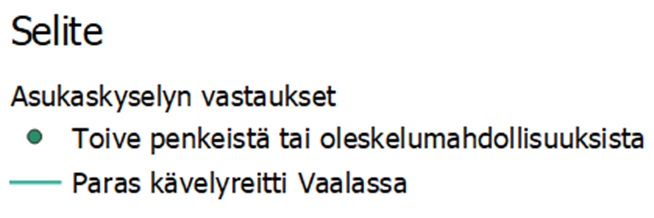 Selite
Asukaskyselyn vastaukset
Toive penkeistä tai oleskelumahdollisuuksista
Paras kävelyreitti Vaalassa